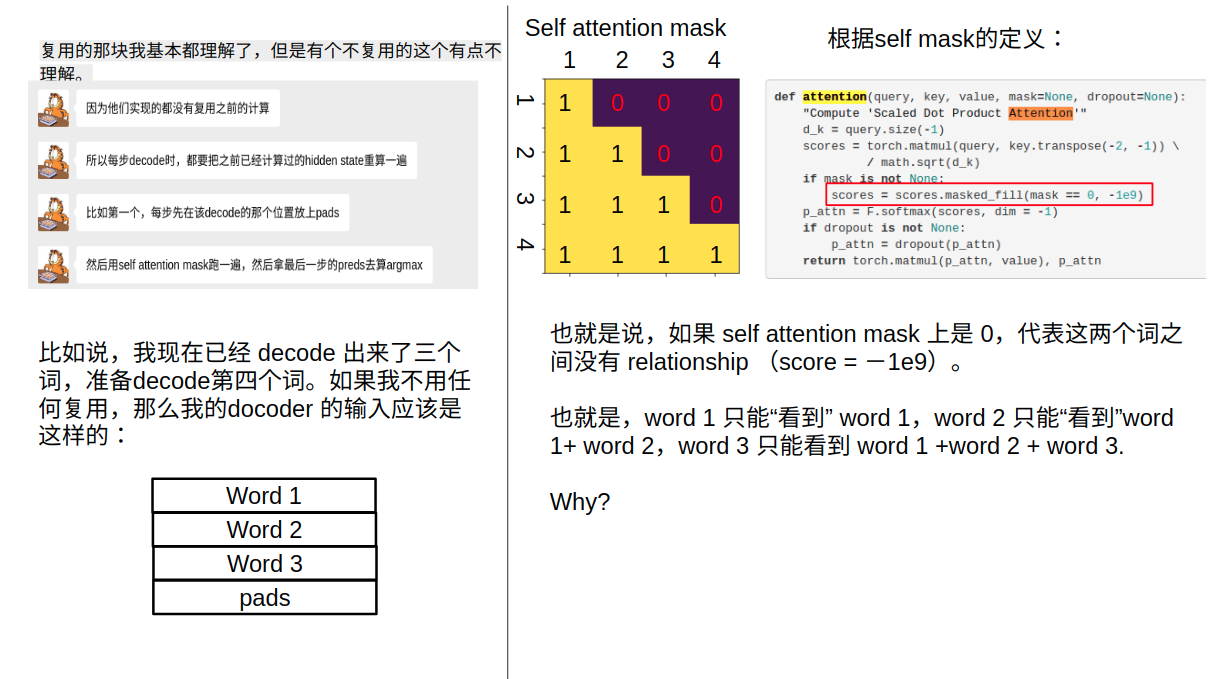 复用的那块我基本都理解了，但是有个不复用的这个有点不
理解。
因为他们实现的都没有复用之前的计算
所以每步decode时，都要把之前已经计算过的hidden state重算一遍
比如第一个，每步先在该decode的那个位置放上pads
然后用self attention mask跑一遍，然后拿最后一步的preds去算argmax
比如说，我现在已经 decode 出来了三个
词，准备decode第四个词。如果我不用任
何复用，那么我的docoder 的输入应该是
这样的：
Word 1
Word 2
Word 3
pads
Self attention mask
1 2 3 4
1 1 0 0 0
2 1 1 0 0
3 1 1 1 0
4 1 1 1 1
根据self mask的定义：
def attention(query, key, value, mask=None, dropout=None):
"Compute 'Scaled Dot Product Attention'"
d_k = query.size(-1)
scores = torch.matmul(query, key.transpose(-2, -1)) \
/ math.sqrt(d_k)
if mask is not None:
scores = scores.masked_fill(mask == 0, -1e9)
p_attn = F.softmax(scores, dim = -1)
if dropout is not None:
p_attn = dropout(p_attn)
return torch.matmul(p_attn, value), p_attn
也就是说，如果 self attention mask 上是 0，代表这两个词之
间没有 relationship （score = －1e9）。
也就是，word 1 只能“看到” word 1，word 2 只能“看到”word
1+ word 2，word 3 只能看到 word 1 +word 2 + word 3.
Why?